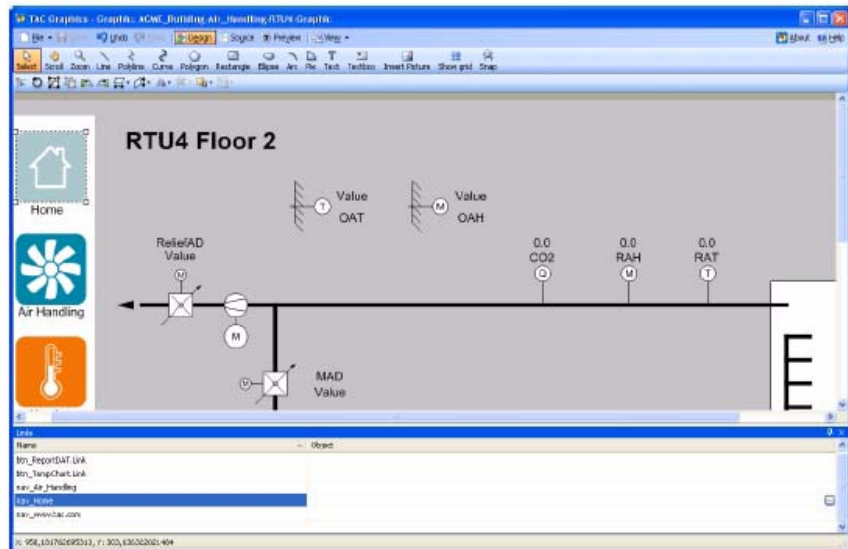 TAC Graphics - Graphic: ACME_Building-Air_Handling-RTU4-Graphic
File Undo Design Source Preview View About Help
Select Scroll Zoom Line Polyline Curve Polygon Rectangle Ellipse Arc Pie Text Textbox Insert Picture Show grid Snap
RTU4 Floor 2
Home
Air Handling
Value
OAT
T
Value
OAH
M
ReliefAD
Value
M
M
0.0
CO2
Q
0.0
RAH
M
0.0
RAT
T
M
MAD
Value
Links
Name Object
btn_ReportDAT.Link
btn_TempChart.Link
nav_Air_Handling
nav_Home
nav_www.tac.com